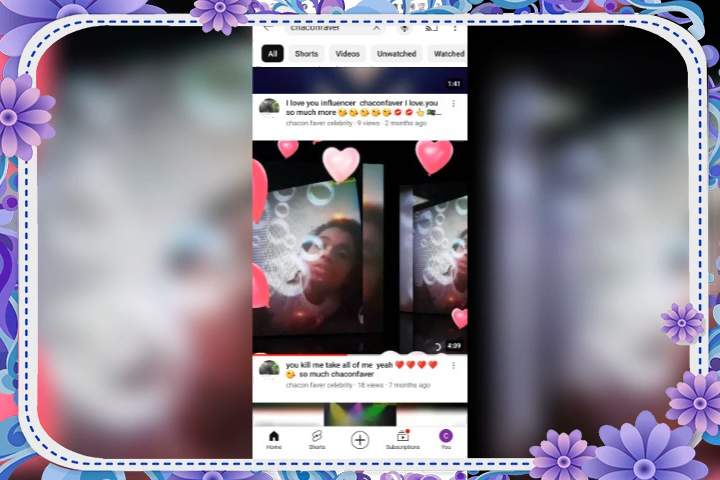 chaconfaver
All Shorts Videos Unwatched Watched
1:41
I love you influencer chaconfaver I love.you
so much more 😘😘😘😘😘💋💋👆...
chacon faver celebrity · 9 views · 2 months ago
4:09
you kill me take all of me yeah ❤️❤️❤️❤️
😘 so much chaconfaver
chacon faver celebrity · 18 views · 7 months ago
Home Shorts Subscriptions C You